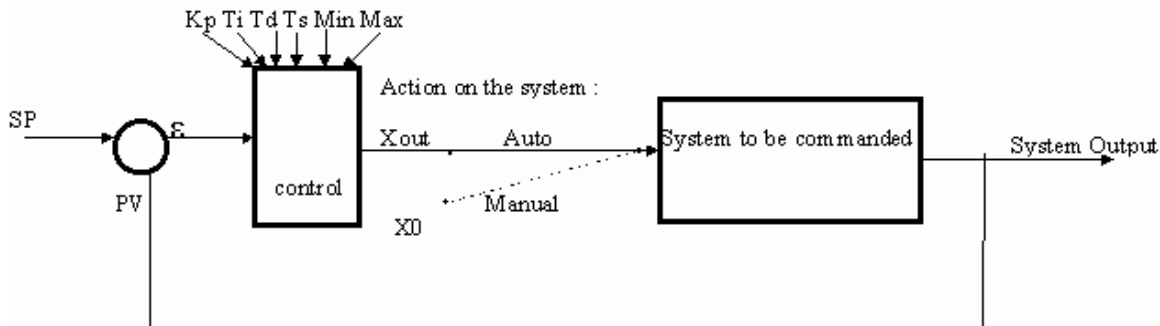 Kp Ti Td Ts Min Max
Action on the system :
SP
ε
Xout
Auto
System to be commanded
System Output
control
PV
Manual
X0